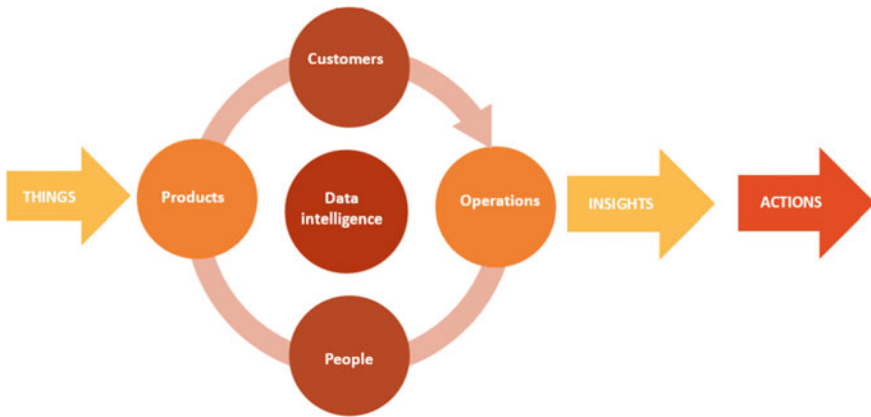 Customers
THINGS
Products
Data
intelligence
Operations
INSIGHTS
ACTIONS
People